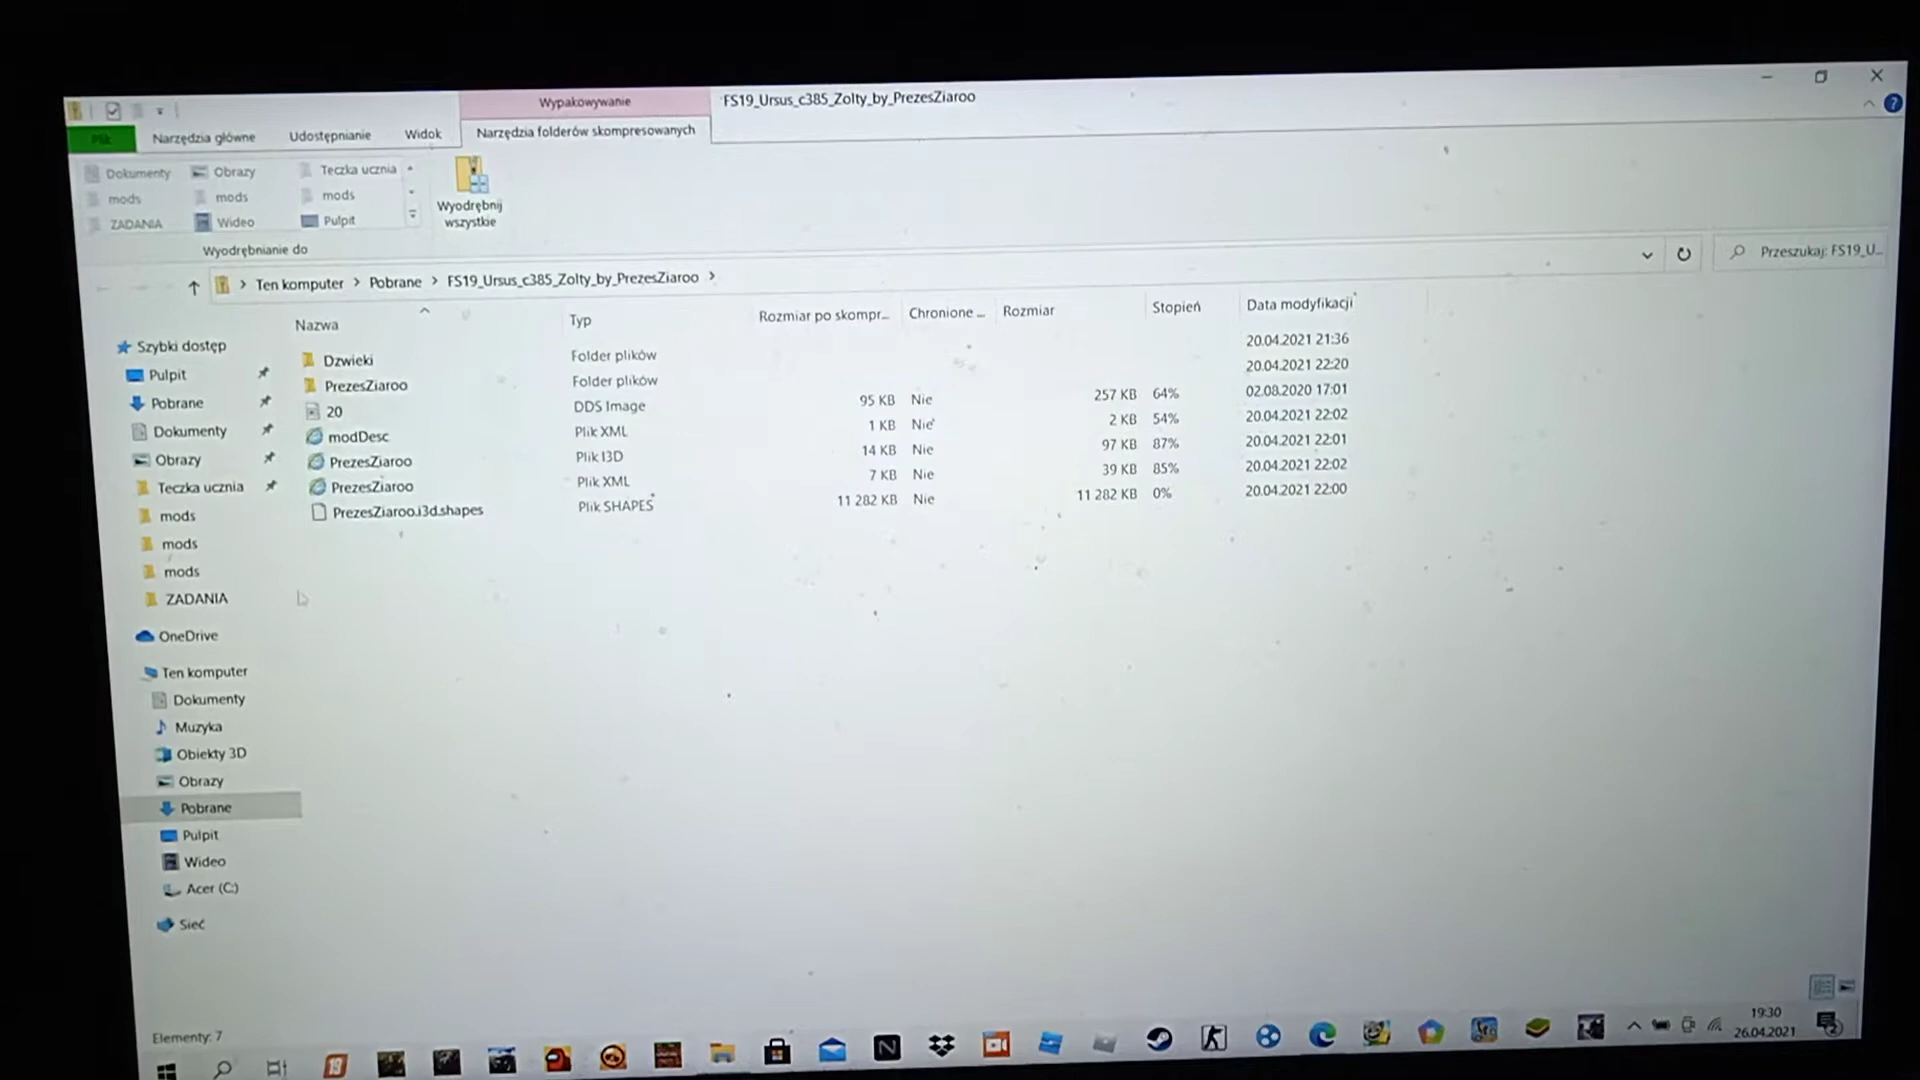 Wypakowywanie
FS19_Ursus_c385_Zolty_by_PrezesZiaroo
Plik
Narzędzia główne
Udostępnianie
Widok
Narzędzia folderów skompresowanych
Dokumenty
Obrazy
Teczka ucznia
mods
mods
mods
ZADANIA
Wideo
Pulpit
Wyodrębnij
wszystkie
Wyodrębnianie do
Ten komputer
Pobrane
FS19_Ursus_c385_Zolty_by_PrezesZiaroo
Przeszukaj: FS19_U...
Nazwa
Typ
Rozmiar po skompr...
Chronione ...
Rozmiar
Stopień
Data modyfikacji
Dzwieki Folder plików 20.04.2021 21:36
PrezesZiaroo Folder plików 20.04.2021 22:20
20 DDS Image 95 KB Nie 257 KB 64% 02.08.2020 17:01
modDesc Plik XML 1 KB Nie 2 KB 54% 20.04.2021 22:02
PrezesZiaroo Plik I3D 14 KB Nie 97 KB 87% 20.04.2021 22:01
PrezesZiaroo Plik XML 7 KB Nie 39 KB 85% 20.04.2021 22:02
PrezesZiaroo.i3d.shapes Plik SHAPES 11 282 KB Nie 11 282 KB 0% 20.04.2021 22:00
Szybki dostęp
Pulpit
Pobrane
Dokumenty
Obrazy
Teczka ucznia
mods
mods
mods
ZADANIA
OneDrive
Ten komputer
Dokumenty
Muzyka
Obiekty 3D
Obrazy
Pobrane
Pulpit
Wideo
Acer (C:)
Sieć
Elementy: 7
19:30
26.04.2021
2